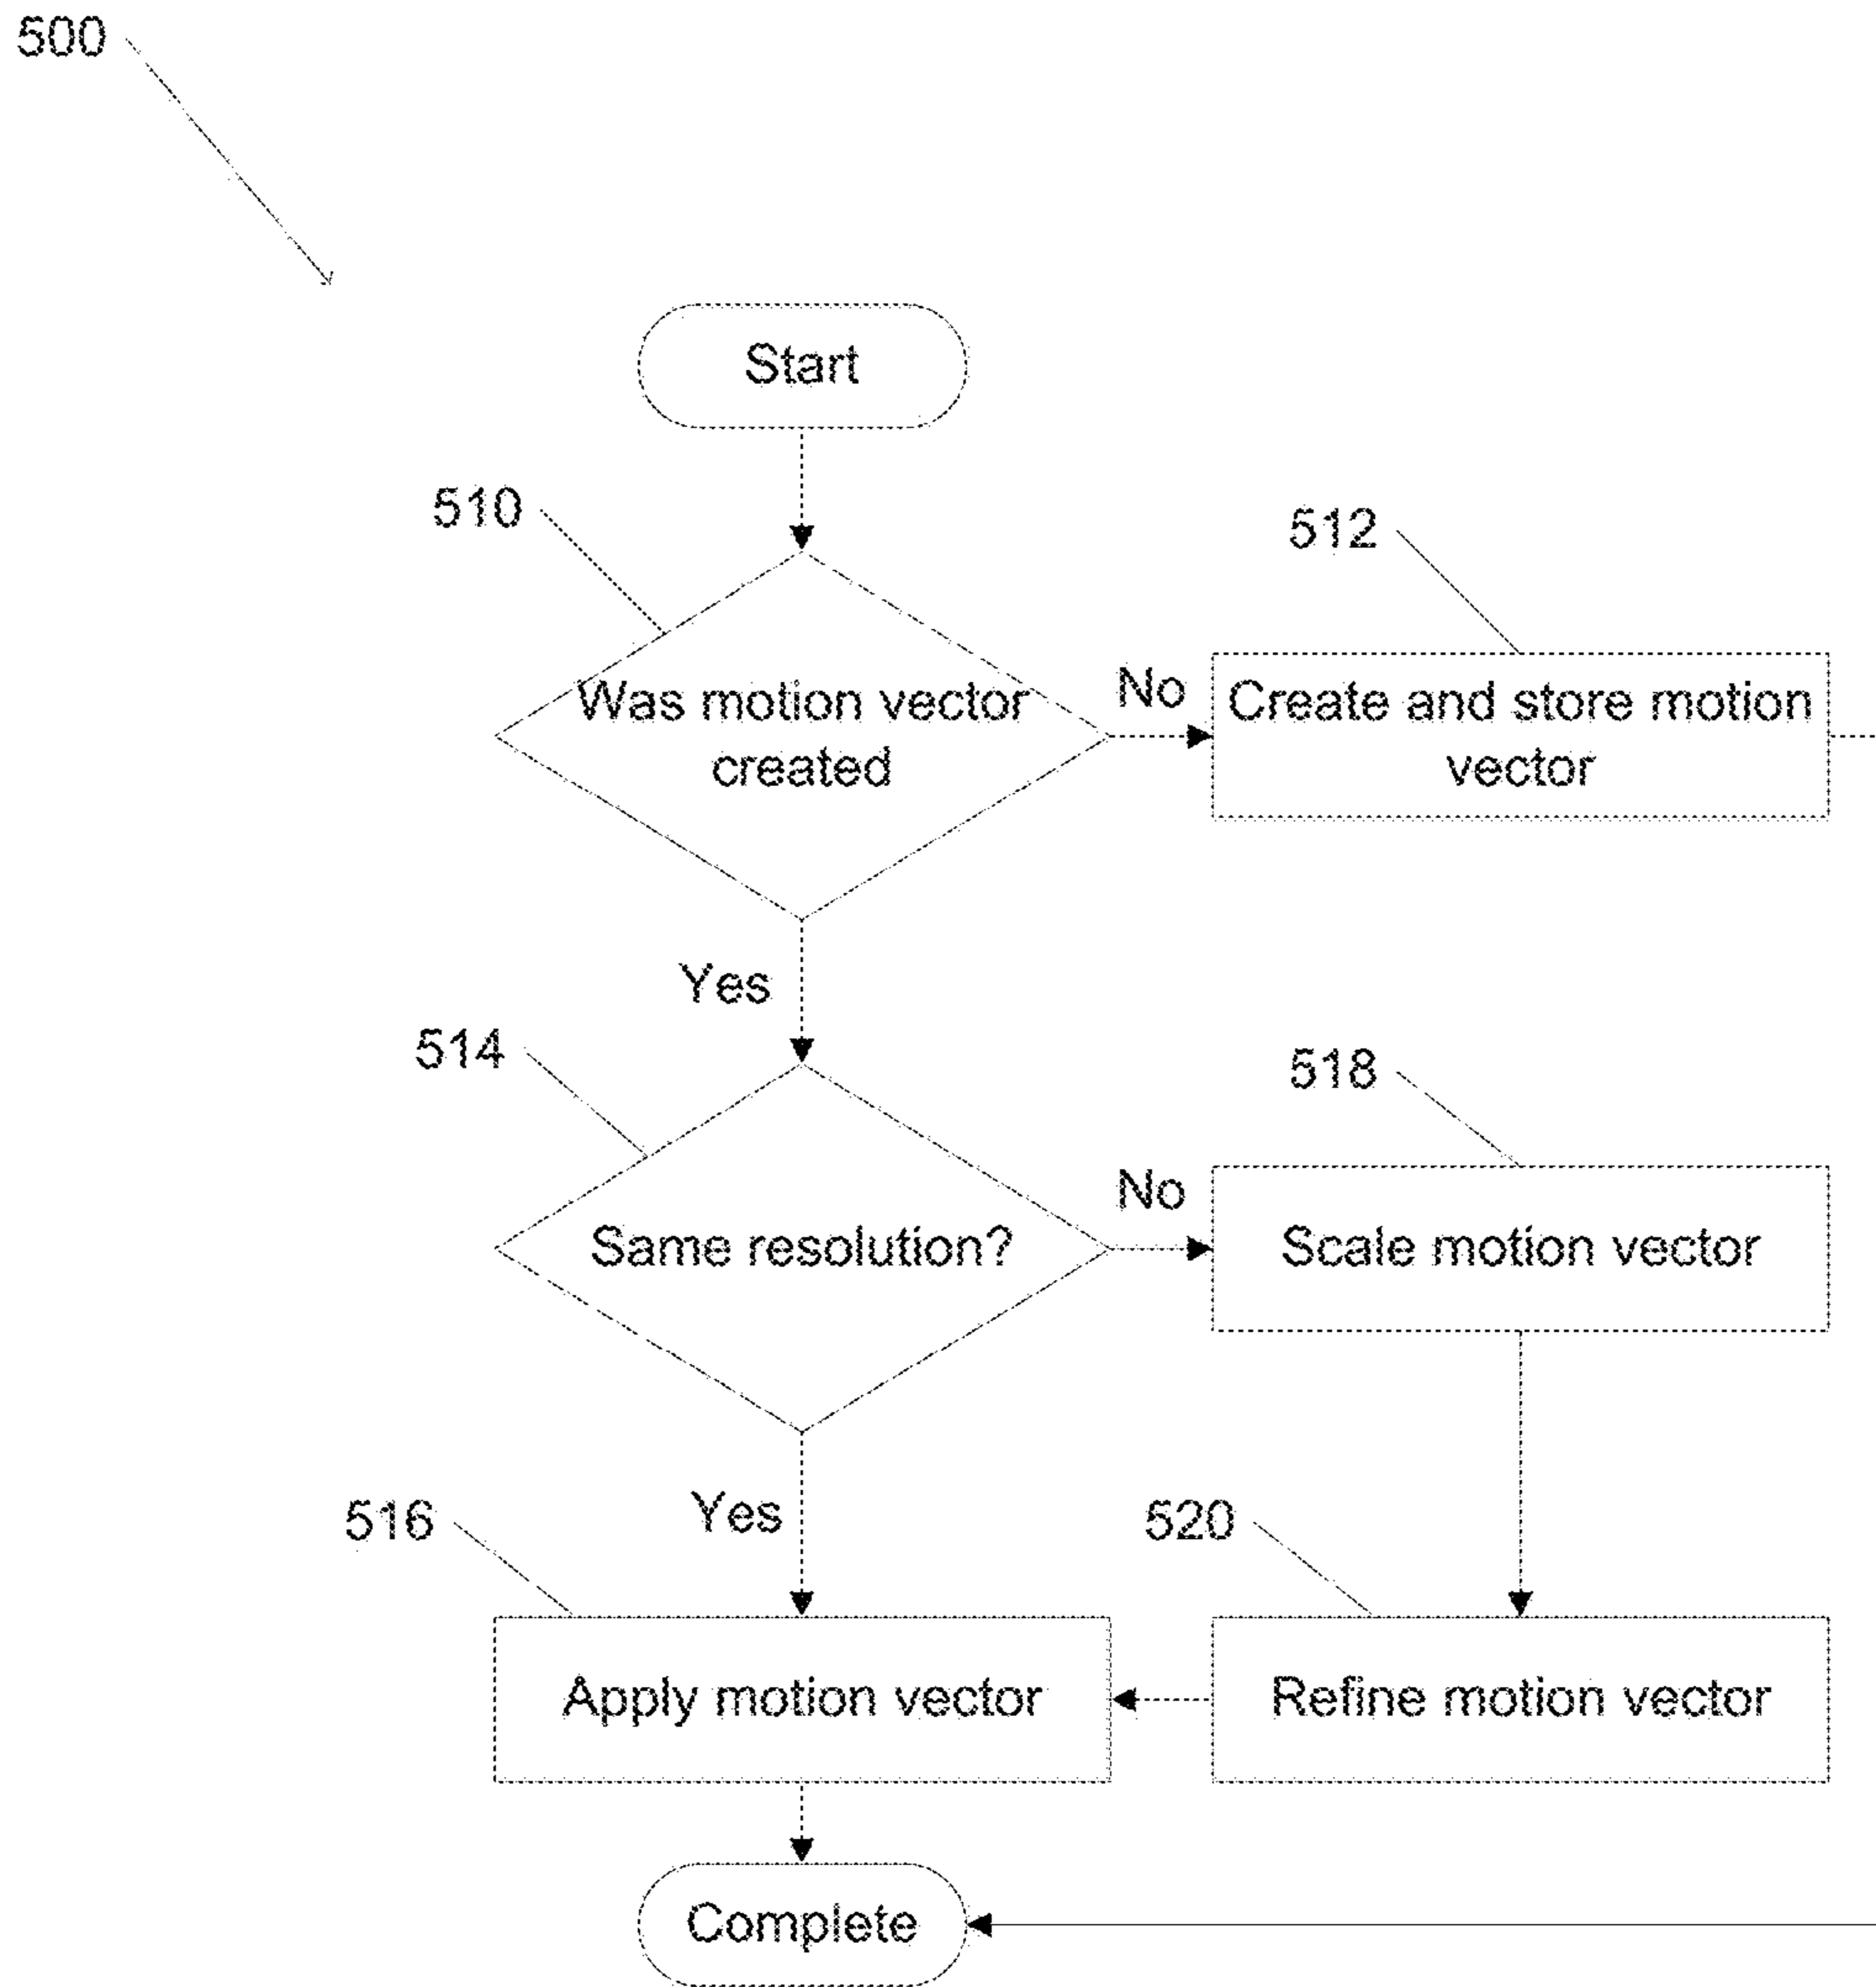 500
Start
510
512
Was motion vector
created
No
Create and store motion
vector
Yes
514
518
Same resolution?
No
Scale motion vector
Yes
516
520
Apply motion vector
Refine motion vector
Complete